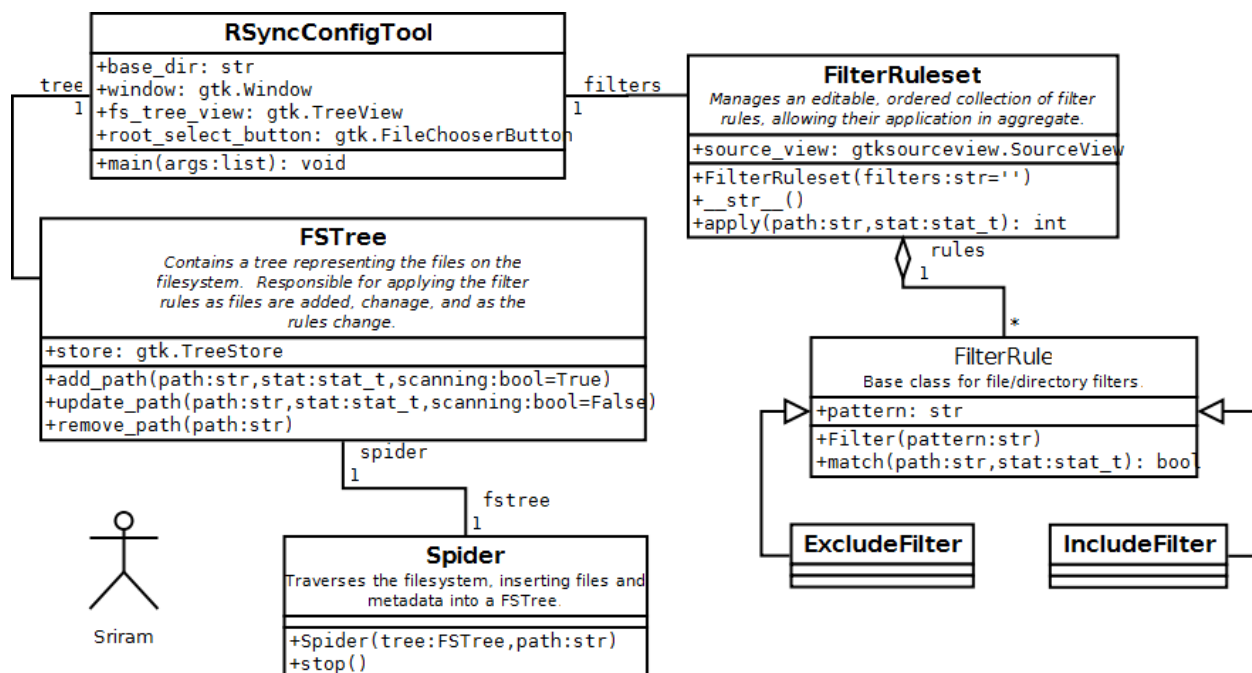 RSyncConfigTool
+base_dir: str
+window: gtk.Window
+fs_tree_view: gtk.TreeView
+root_select_button: gtk.FileChooserButton
+main(args:list): void
tree
1
filters
1
FilterRuleset
Manages an editable, ordered collection of filter
rules, allowing their application in aggregate.
+source_view: gtksourceview.SourceView
+FilterRuleset(filters:str='')
+__str__()
+apply(path:str,stat:stat_t): int
rules
1
*
FSTree
Contains a tree representing the files on the
filesystem. Responsible for applying the filter
rules as files are added, chanage, and as the
rules change.
+store: gtk.TreeStore
+add_path(path:str,stat:stat_t,scanning:bool=True)
+update_path(path:str,stat:stat_t,scanning:bool=False)
+remove_path(path:str)
spider
1
fstree
1
FilterRule
Base class for file/directory filters.
+pattern: str
+Filter(pattern:str)
+match(path:str,stat:stat_t): bool
ExcludeFilter
IncludeFilter
Sriram
Spider
Traverses the filesystem, inserting files and
metadata into a FSTree.
+Spider(tree:FSTree,path:str)
+stop()